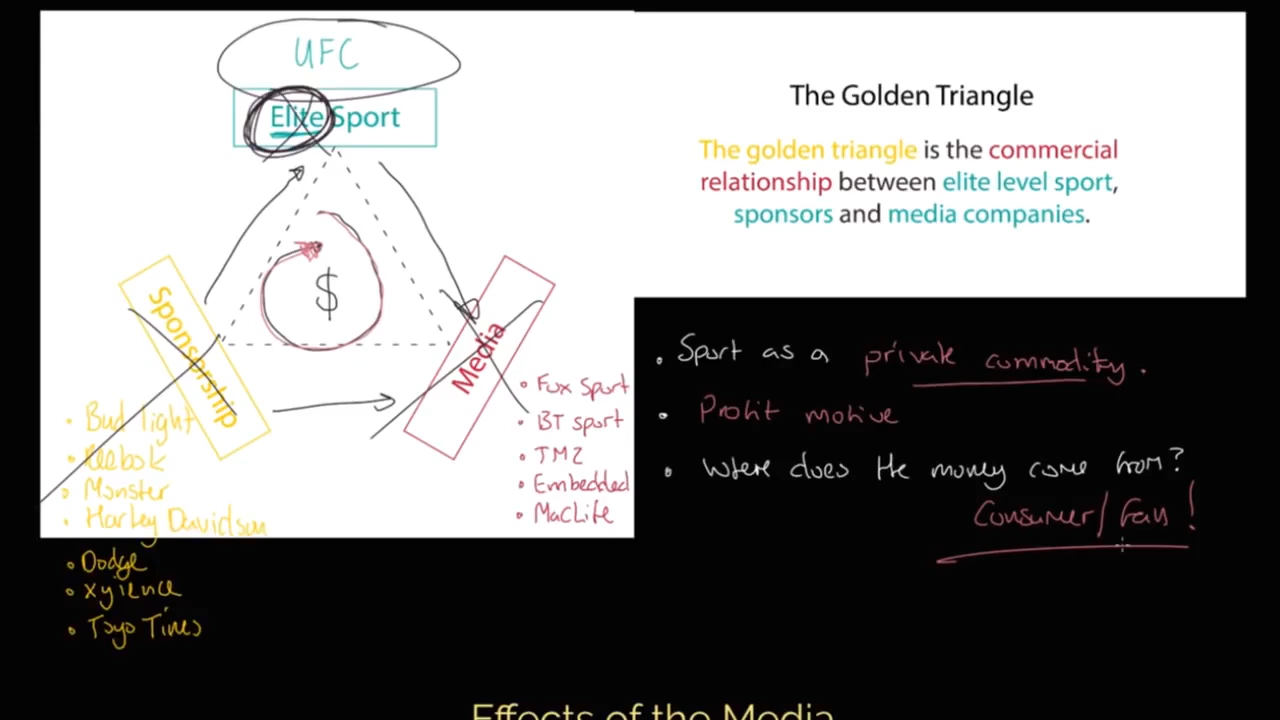 UFC
Elite Sport
$
Sponsorship
Media
• Bud light
• Reebok
• Monster
• Harley Davidson
• Dodge
• Xyience
• Toyo Tires
• Fox Sport
• BT sport
• TMZ
• Embedded
• MacLife
The Golden Triangle
The golden triangle is the commercial
relationship between elite level sport,
sponsors and media companies.
• Sport as a private commodity.
• Profit motive
• Where does the money come from?
Consumer/Fan!
Effects of the Media